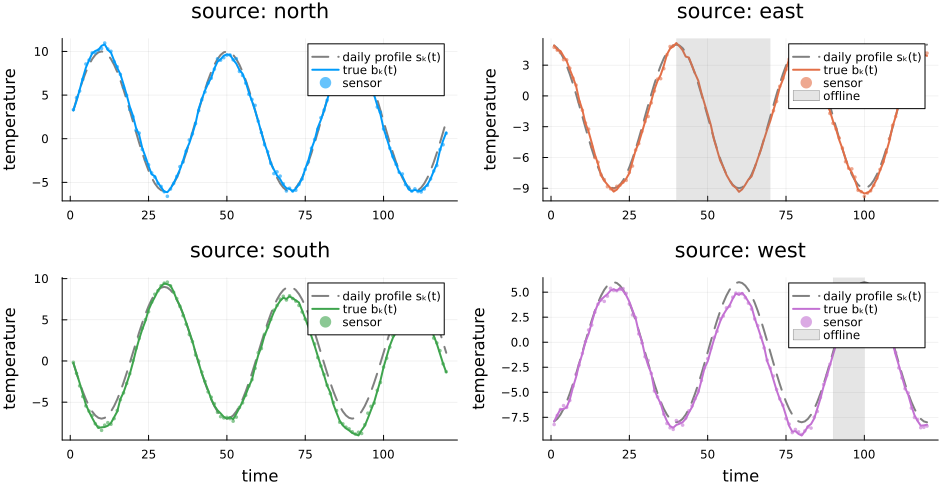 source: north
temperature
10
5
0
−5
0
25
50
75
100
daily profile sₖ(t)
true bₖ(t)
sensor
source: east
temperature
3
0
−3
−6
−9
0
25
50
75
100
daily profile sₖ(t)
true bₖ(t)
sensor
offline
source: south
temperature
10
5
0
−5
0
25
50
75
100
time
daily profile sₖ(t)
true bₖ(t)
sensor
source: west
temperature
5.0
2.5
0.0
−2.5
−5.0
−7.5
0
25
50
75
100
time
daily profile sₖ(t)
true bₖ(t)
sensor
offline